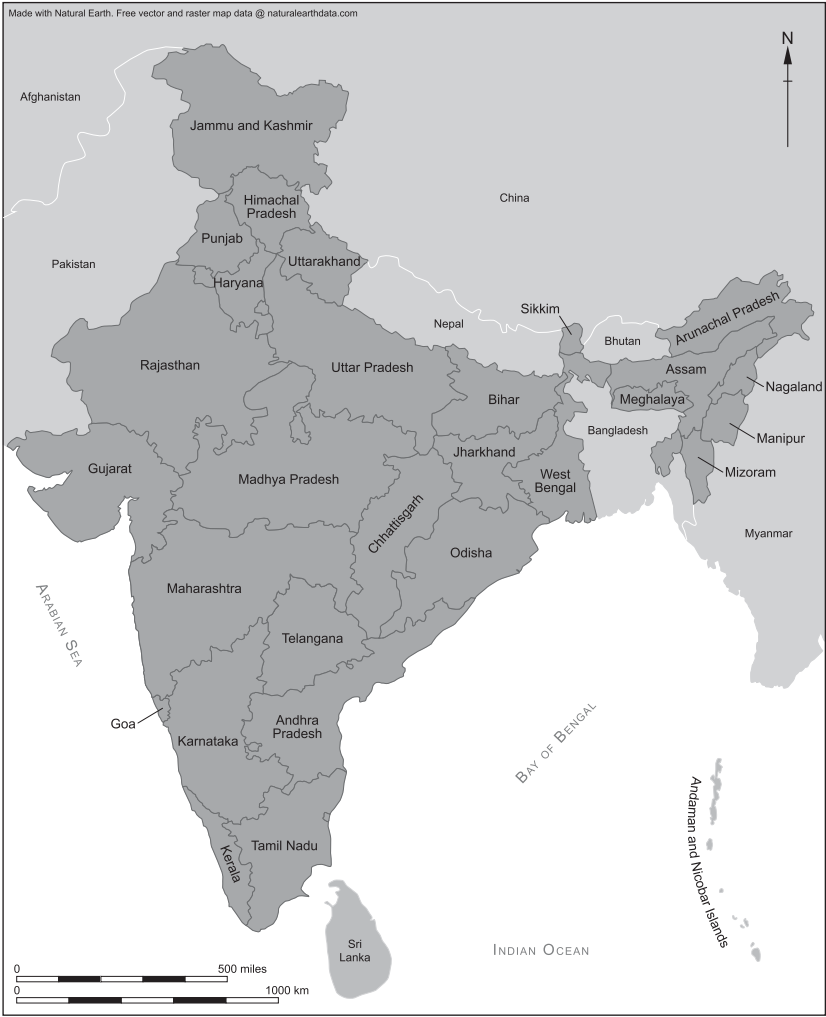 Made with Natural Earth. Free vector and raster map data @ naturalearthdata.com
N
Afghanistan
Jammu and Kashmir
China
Himachal
Pradesh
Punjab
Pakistan
Uttarakhand
Haryana
Sikkim
Arunachal Pradesh
Nepal
Bhutan
Rajasthan
Uttar Pradesh
Assam
Nagaland
Bihar
Meghalaya
Bangladesh
Manipur
Jharkhand
Gujarat
Madhya Pradesh
West
Bengal
Mizoram
Chhattisgarh
Myanmar
Odisha
Maharashtra
Arabian Sea
Telangana
Goa
Andhra
Pradesh
Karnataka
Bay of Bengal
Andaman and Nicobar Islands
Tamil Nadu
Kerala
Sri
Lanka
Indian Ocean
0 500 miles
0 1000 km